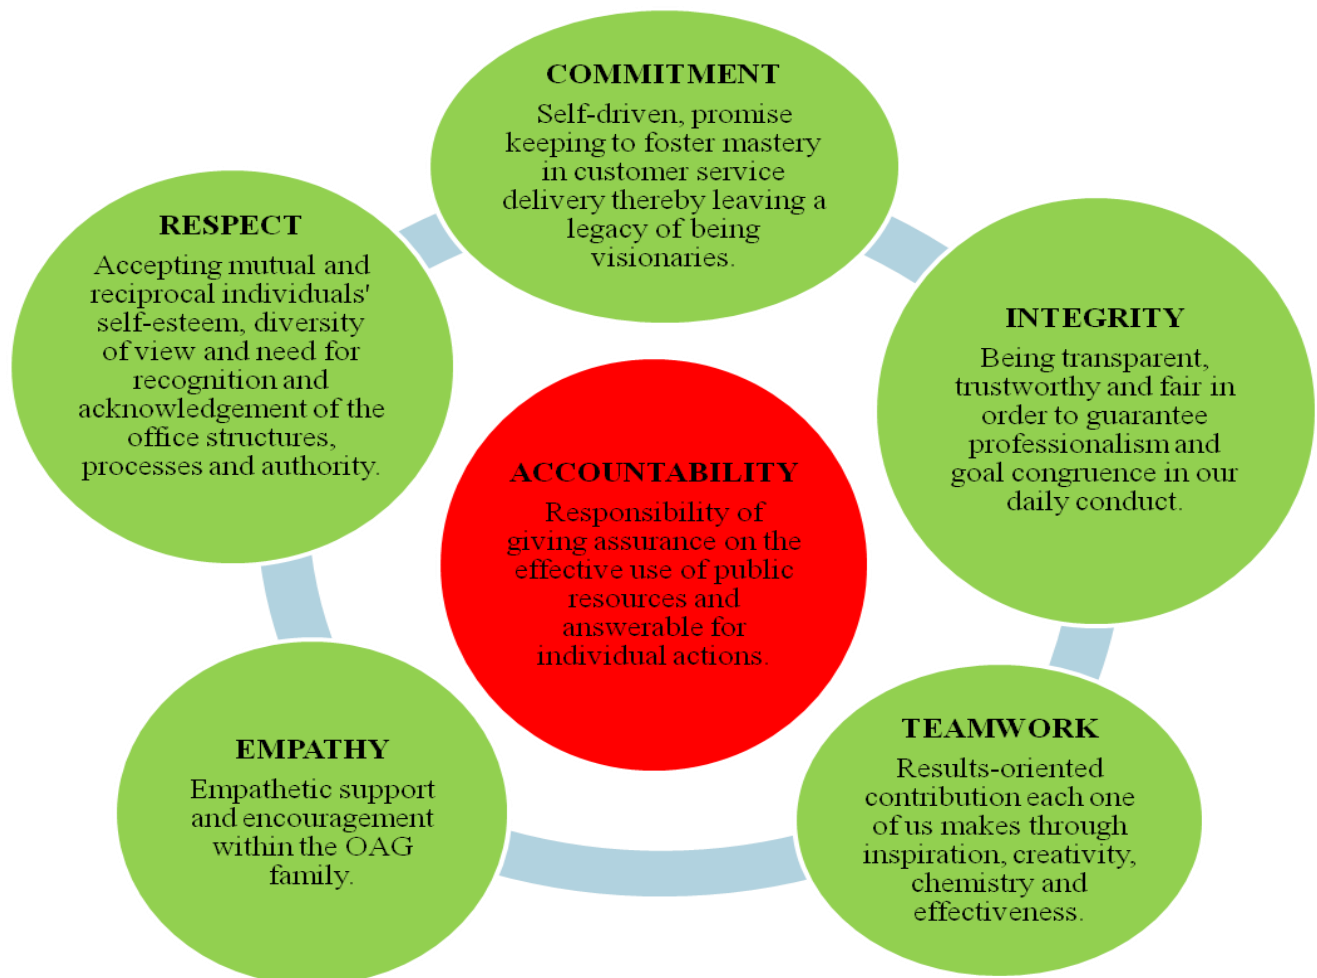 COMMITMENT
Self-driven, promise
keeping to foster mastery
in customer service
delivery thereby leaving a
legacy of being
visionaries.
RESPECT
Accepting mutual and
reciprocal individuals'
self-esteem, diversity
of view and need for
recognition and
acknowledgement of the
office structures,
processes and authority.
INTEGRITY
Being transparent,
trustworthy and fair in
order to guarantee
professionalism and
goal congruence in our
daily conduct.
ACCOUNTABILITY
Responsibility of
giving assurance on the
effective use of public
resources and
answerable for
individual actions.
EMPATHY
Empathetic support
and encouragement
within the OAG
family.
TEAMWORK
Results-oriented
contribution each one
of us makes through
inspiration, creativity,
chemistry and
effectiveness.